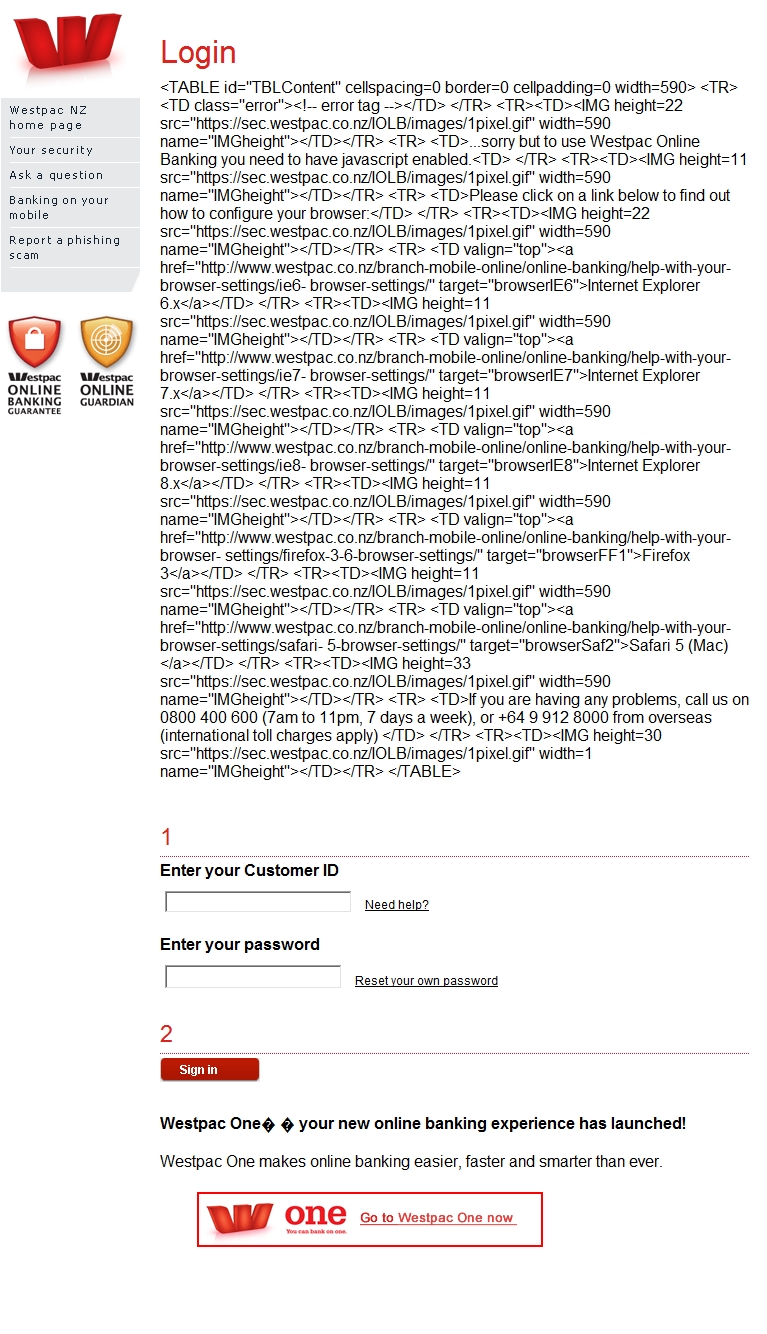 Westpac NZ
home page
Your security
Ask a question
Banking on your
mobile
Report a phishing
scam
Westpac
ONLINE
BANKING
GUARANTEE
Westpac
ONLINE
GUARDIAN
Login
<TABLE id="TBLContent" cellspacing=0 border=0 cellpadding=0 width=590> <TR>
<TD class="error"><!-- error tag --></TD> </TR> <TR><TD><IMG height=22
src="https://sec.westpac.co.nz/IOLB/images/1pixel.gif" width=590
name="IMGheight"></TD></TR> <TR> <TD>...sorry but to use Westpac Online
Banking you need to have javascript enabled.<TD> </TR> <TR><TD><IMG height=11
src="https://sec.westpac.co.nz/IOLB/images/1pixel.gif" width=590
name="IMGheight"></TD></TR> <TR> <TD>Please click on a link below to find out
how to configure your browser:</TD> </TR> <TR><TD><IMG height=22
src="https://sec.westpac.co.nz/IOLB/images/1pixel.gif" width=590
name="IMGheight"></TD></TR> <TR> <TD valign="top"><a
href="http://www.westpac.co.nz/branch-mobile-online/online-banking/help-with-your-
browser-settings/ie6- browser-settings/" target="browserIE6">Internet Explorer
6.x</a></TD> </TR> <TR><TD><IMG height=11
src="https://sec.westpac.co.nz/IOLB/images/1pixel.gif" width=590
name="IMGheight"></TD></TR> <TR> <TD valign="top"><a
href="http://www.westpac.co.nz/branch-mobile-online/online-banking/help-with-your-
browser-settings/ie7- browser-settings/" target="browserIE7">Internet Explorer
7.x</a></TD> </TR> <TR><TD><IMG height=11
src="https://sec.westpac.co.nz/IOLB/images/1pixel.gif" width=590
name="IMGheight"></TD></TR> <TR> <TD valign="top"><a
href="http://www.westpac.co.nz/branch-mobile-online/online-banking/help-with-your-
browser-settings/ie8- browser-settings/" target="browserIE8">Internet Explorer
8.x</a></TD> </TR> <TR><TD><IMG height=11
src="https://sec.westpac.co.nz/IOLB/images/1pixel.gif" width=590
name="IMGheight"></TD></TR> <TR> <TD valign="top"><a
href="http://www.westpac.co.nz/branch-mobile-online/online-banking/help-with-your-
browser- settings/firefox-3-6-browser-settings/" target="browserFF1">Firefox
3</a></TD> </TR> <TR><TD><IMG height=11
src="https://sec.westpac.co.nz/IOLB/images/1pixel.gif" width=590
name="IMGheight"></TD></TR> <TR> <TD valign="top"><a
href="http://www.westpac.co.nz/branch-mobile-online/online-banking/help-with-your-
browser-settings/safari- 5-browser-settings/" target="browserSaf2">Safari 5 (Mac)
</a></TD> </TR> <TR><TD><IMG height=33
src="https://sec.westpac.co.nz/IOLB/images/1pixel.gif" width=590
name="IMGheight"></TD></TR> <TR> <TD>If you are having any problems, call us on
0800 400 600 (7am to 11pm, 7 days a week), or +64 9 912 8000 from overseas
(international toll charges apply) </TD> </TR> <TR><TD><IMG height=30
src="https://sec.westpac.co.nz/IOLB/images/1pixel.gif" width=1
name="IMGheight"></TD></TR> </TABLE>
1
Enter your Customer ID
Need help?
Enter your password
Reset your own password
2
Sign in
Westpac One� � your new online banking experience has launched!
Westpac One makes online banking easier, faster and smarter than ever.
one
You can bank on one.
Go to Westpac One now